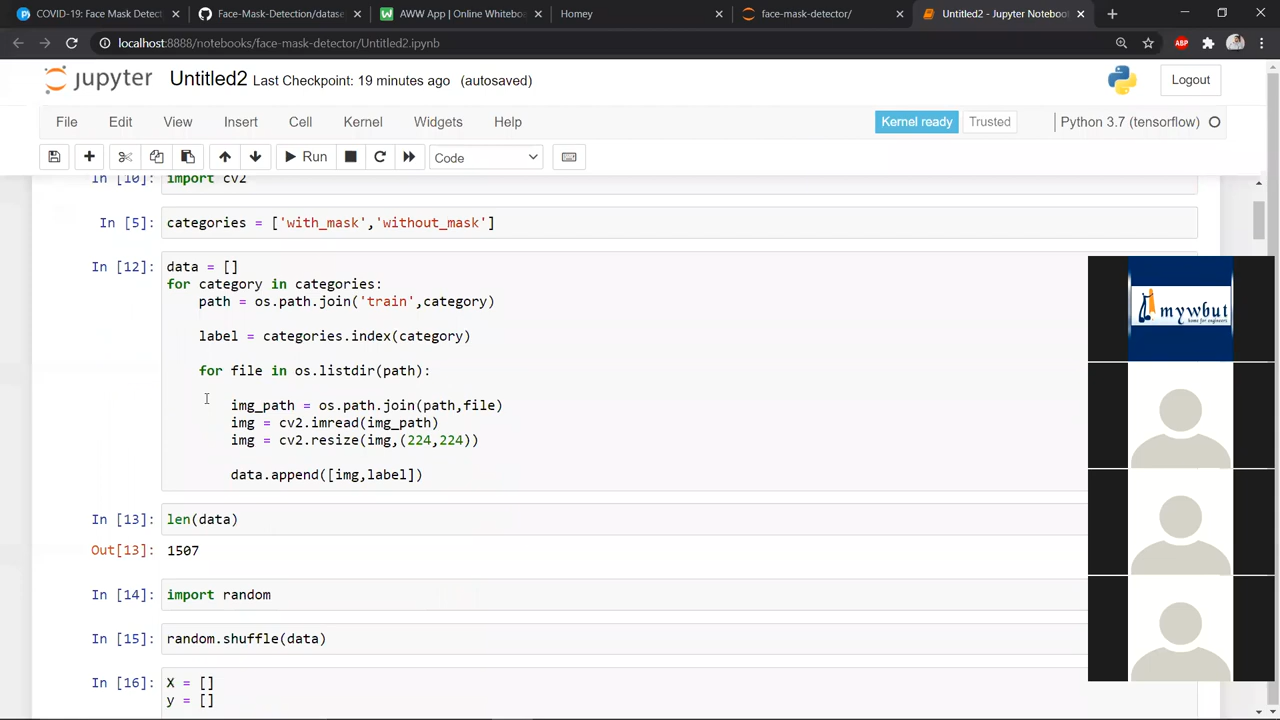 COVID-19: Face Mask Detect
Face-Mask-Detection/datase
AWW App | Online Whitebo
Homey
face-mask-detector/
Untitled2 - Jupyter Notebook
localhost:8888/notebooks/face-mask-detector/Untitled2.ipynb
ABP
jupyter Untitled2 Last Checkpoint: 19 minutes ago (autosaved)
Logout
File Edit View Insert Cell Kernel Widgets Help
Kernel ready Trusted Python 3.7 (tensorflow)
Run Code
In [10]: import cv2
In [5]: categories = ['with_mask','without_mask']
In [12]: data = []
for category in categories:
path = os.path.join('train',category)
label = categories.index(category)
for file in os.listdir(path):
img_path = os.path.join(path,file)
img = cv2.imread(img_path)
img = cv2.resize(img,(224,224))
data.append([img,label])
In [13]: len(data)
Out[13]: 1507
In [14]: import random
In [15]: random.shuffle(data)
In [16]: X = []
y = []
mywbut
home for engineers